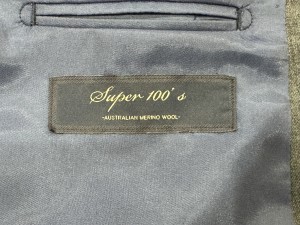 Super 100's
-AUSTRALIAN MERINO WOOL-